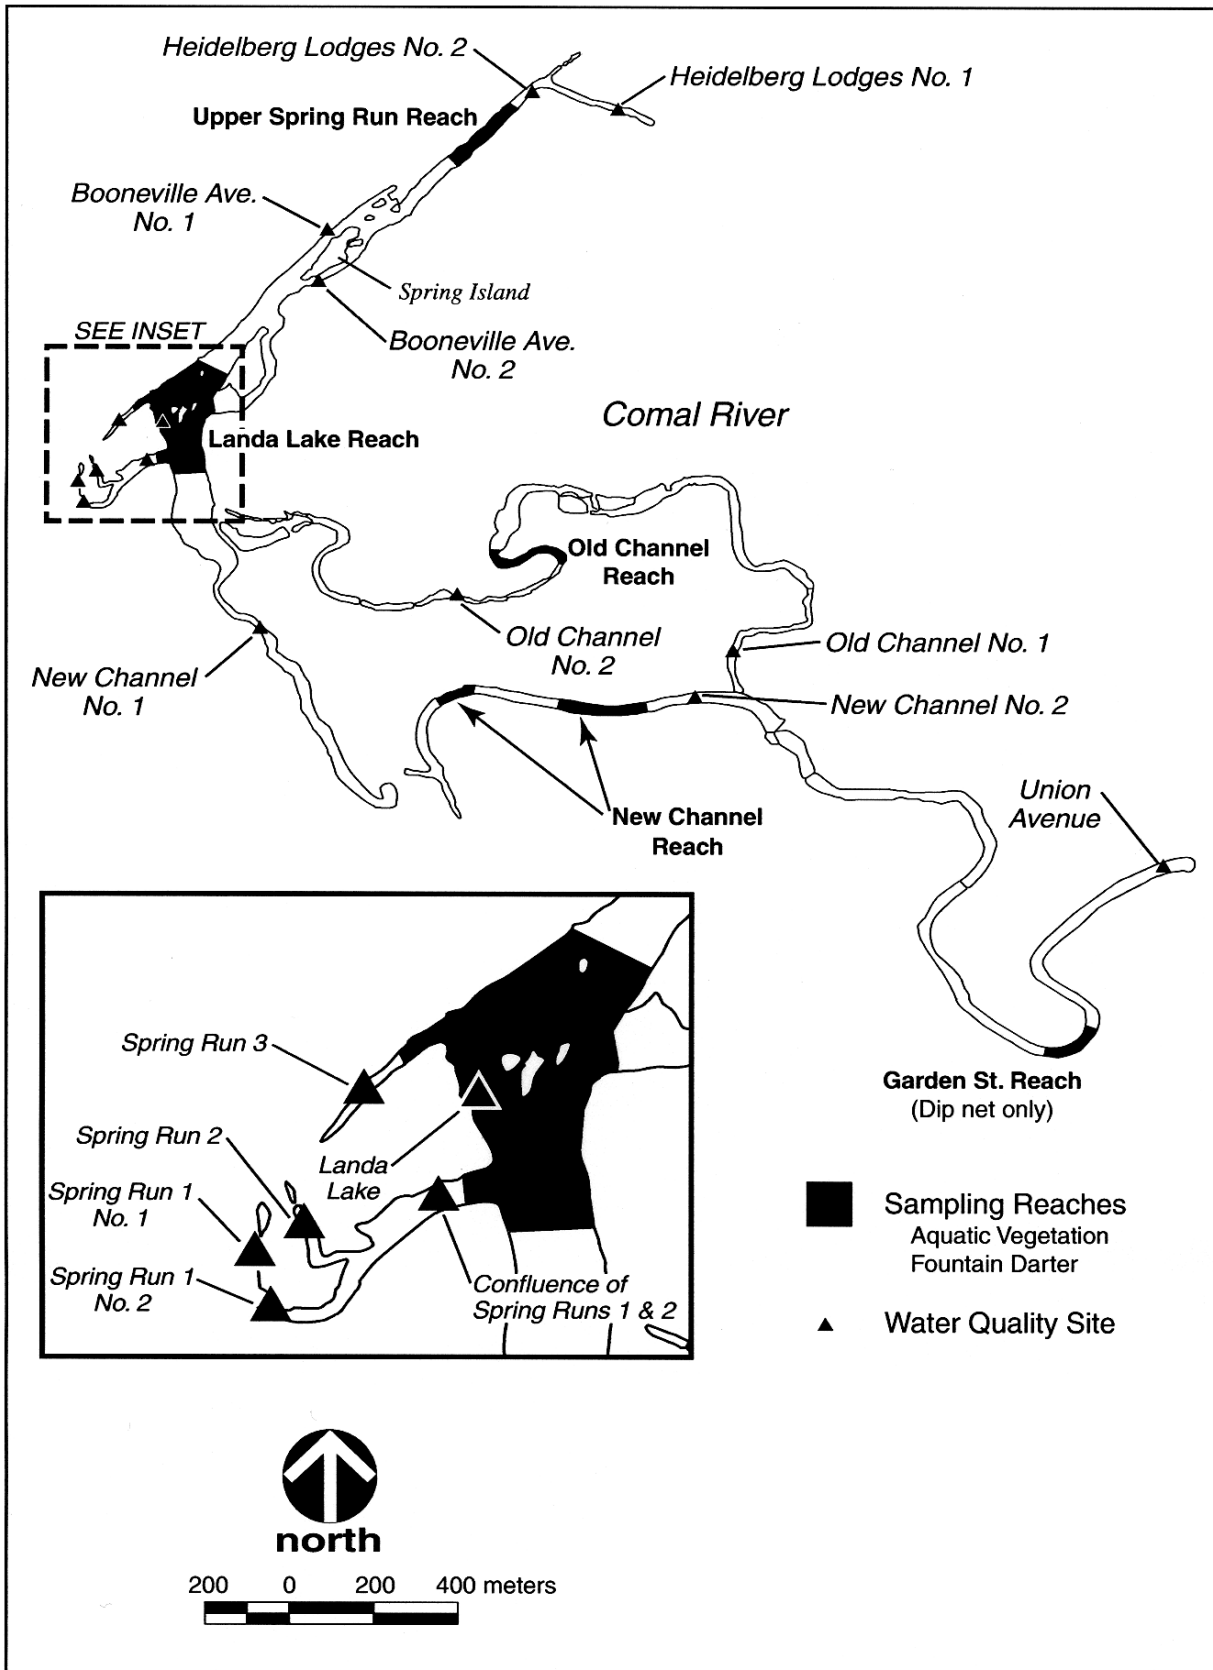 Heidelberg Lodges No. 2
Heidelberg Lodges No. 1
Upper Spring Run Reach
Booneville Ave.
No. 1
Spring Island
SEE INSET
Booneville Ave.
No. 2
Comal River
Landa Lake Reach
Old Channel
Reach
Old Channel
No. 2
Old Channel No. 1
New Channel
No. 1
New Channel No. 2
New Channel
Reach
Union
Avenue
Garden St. Reach
(Dip net only)
Spring Run 3
Spring Run 2
Landa
Lake
Spring Run 1
No. 1
Spring Run 1
No. 2
Confluence of
Spring Runs 1 & 2
Sampling Reaches
Aquatic Vegetation
Fountain Darter
Water Quality Site
north
200 0 200 400 meters